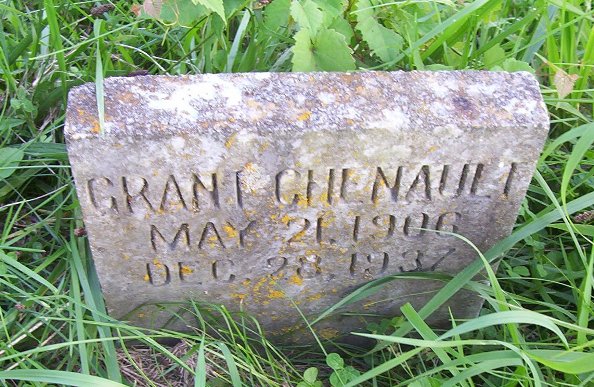 GRANT CHENAULT
MAY 21, 1906
DEC. 28, 1937